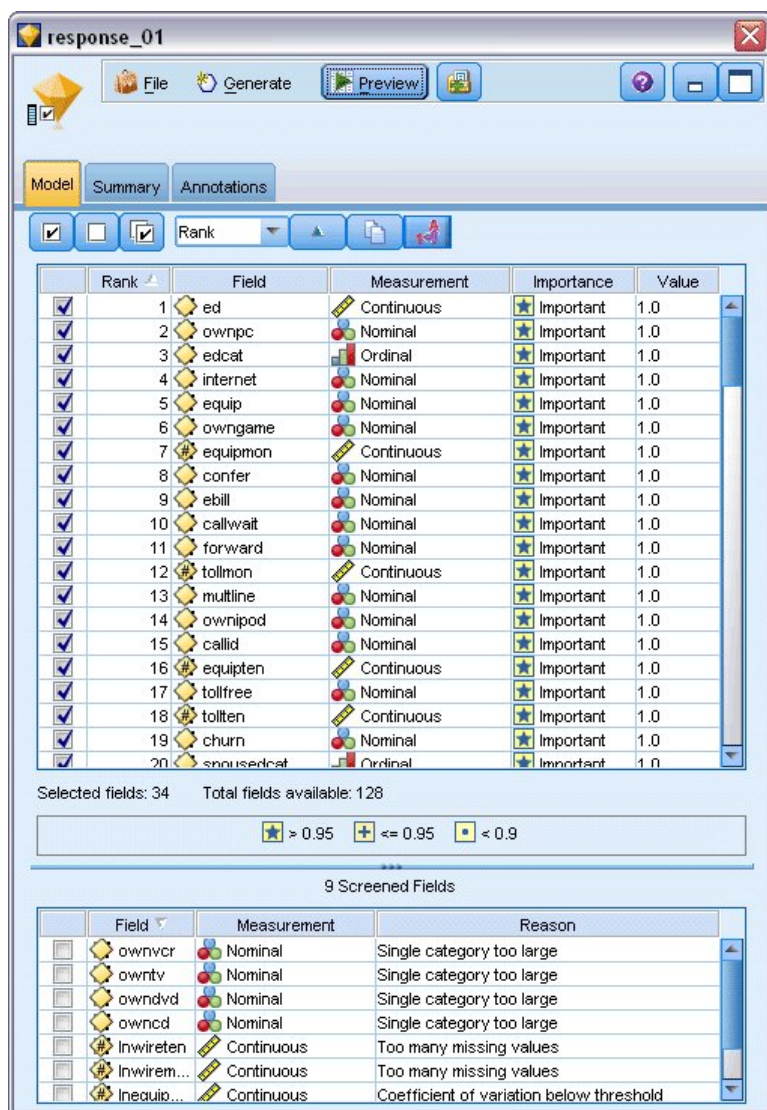 response_01
File Generate Preview
Model Summary Annotations
Rank
Rank Field Measurement Importance Value
1 ed Continuous Important 1.0
2 ownpc Nominal Important 1.0
3 edcat Ordinal Important 1.0
4 internet Nominal Important 1.0
5 equip Nominal Important 1.0
6 owngame Nominal Important 1.0
7 equipmon Continuous Important 1.0
8 confer Nominal Important 1.0
9 ebill Nominal Important 1.0
10 callwait Nominal Important 1.0
11 forward Nominal Important 1.0
12 tollmon Continuous Important 1.0
13 multline Nominal Important 1.0
14 ownipod Nominal Important 1.0
15 callid Nominal Important 1.0
16 equipten Continuous Important 1.0
17 tollfree Nominal Important 1.0
18 tollten Continuous Important 1.0
19 churn Nominal Important 1.0
20 spousedcat Ordinal Important 1.0
Selected fields: 34 Total fields available: 128
> 0.95 <= 0.95 < 0.9
9 Screened Fields
Field Measurement Reason
ownvcr Nominal Single category too large
owntv Nominal Single category too large
owndvd Nominal Single category too large
owncd Nominal Single category too large
lnwireten Continuous Too many missing values
lnwirem... Continuous Too many missing values
lnequip... Continuous Coefficient of variation below threshold